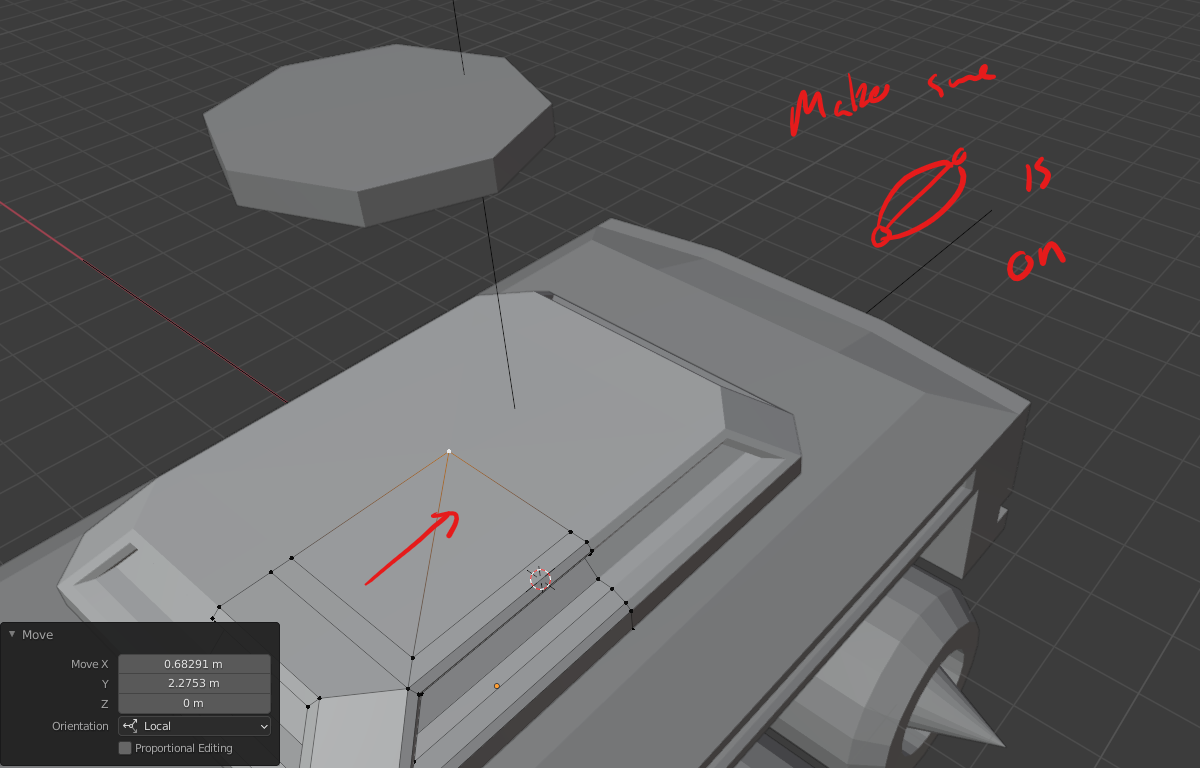 Make sure
is
on
Move
Move X 0.68291 m
Y 2.2753 m
Z 0 m
Orientation Local
Proportional Editing